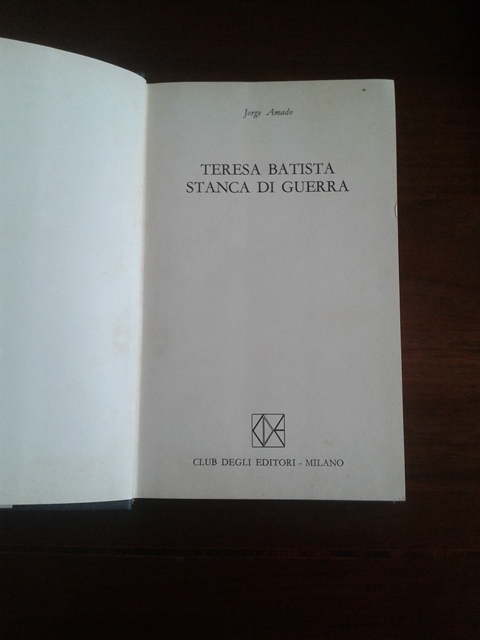 Jorge Amado
TERESA BATISTA
STANCA DI GUERRA
CLUB DEGLI EDITORI - MILANO